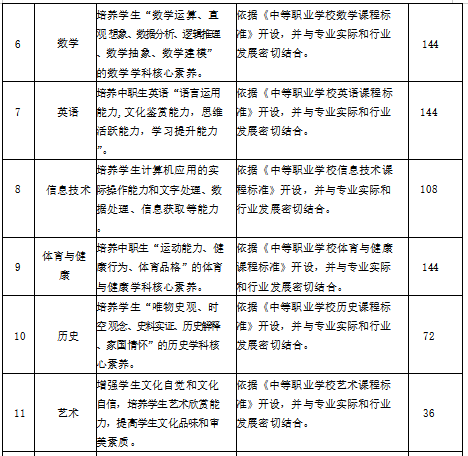 6
数学
培养学生“数学运算、直
观想象、数据分析、逻辑推理
、数学抽象、数学建模”
的数学学科核心素养。
依据《中等职业学校数学课程标
准》开设，并与专业实际和行业
发展密切结合。
144
7
英语
培养中职生英语“语言运用
能力,文化鉴赏能力，思维
活跃能力，学习提升能力
”。
依据《中等职业学校英语课程标
准》开设，并与专业实际和行业
发展密切结合。
144
8
信息技术
培养学生计算机应用的实
际操作能力和文字处理、数
据处理、信息获取等能力
。
依据《中等职业学校信息技术课
程标准》开设，并与专业实际和
行业发展密切结合。
108
9
体育与健
康
培养中职生“运动能力、健
康行为、体育品格”的体育
与健康学科核心素养。
依据《中等职业学校体育与健康
课程标准》开设，并与专业实际
和行业发展密切结合。
144
10
历史
培养学生“唯物史观、时
空观念、史料实证、历史解释
、家国情怀”的历史学科核
心素养。
依据《中等职业学校历史课程标
准》开设，并与专业实际和行业
发展密切结合。
72
11
艺术
增强学生文化自觉和文化
自信，培养学生艺术欣赏能
力，提高学生文化品味和审
美素质。
依据《中等职业学校艺术课程标
准》开设，并与专业实际和行业
发展密切结合。
36